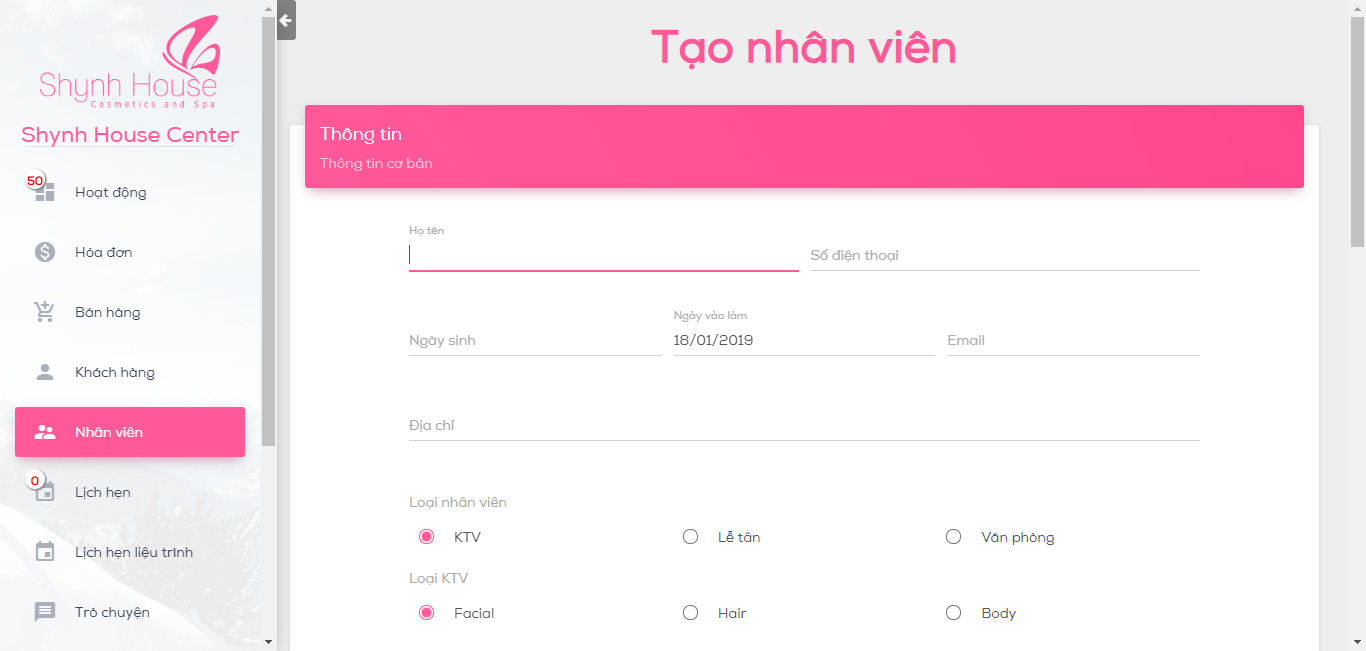 Shynh House
Cosmetics and Spa
Shynh House Center
50
Hoạt động
Hóa đơn
Bán hàng
Khách hàng
Nhân viên
0
Lịch hẹn
Lịch hẹn liệu trình
Trò chuyện
Tạo nhân viên
Thông tin
Thông tin cơ bản
Họ tên
Số điện thoại
Ngày sinh
Ngày vào làm
18/01/2019
Email
Địa chỉ
Loại nhân viên
KTV Lễ tân Văn phòng
Loại KTV
Facial Hair Body